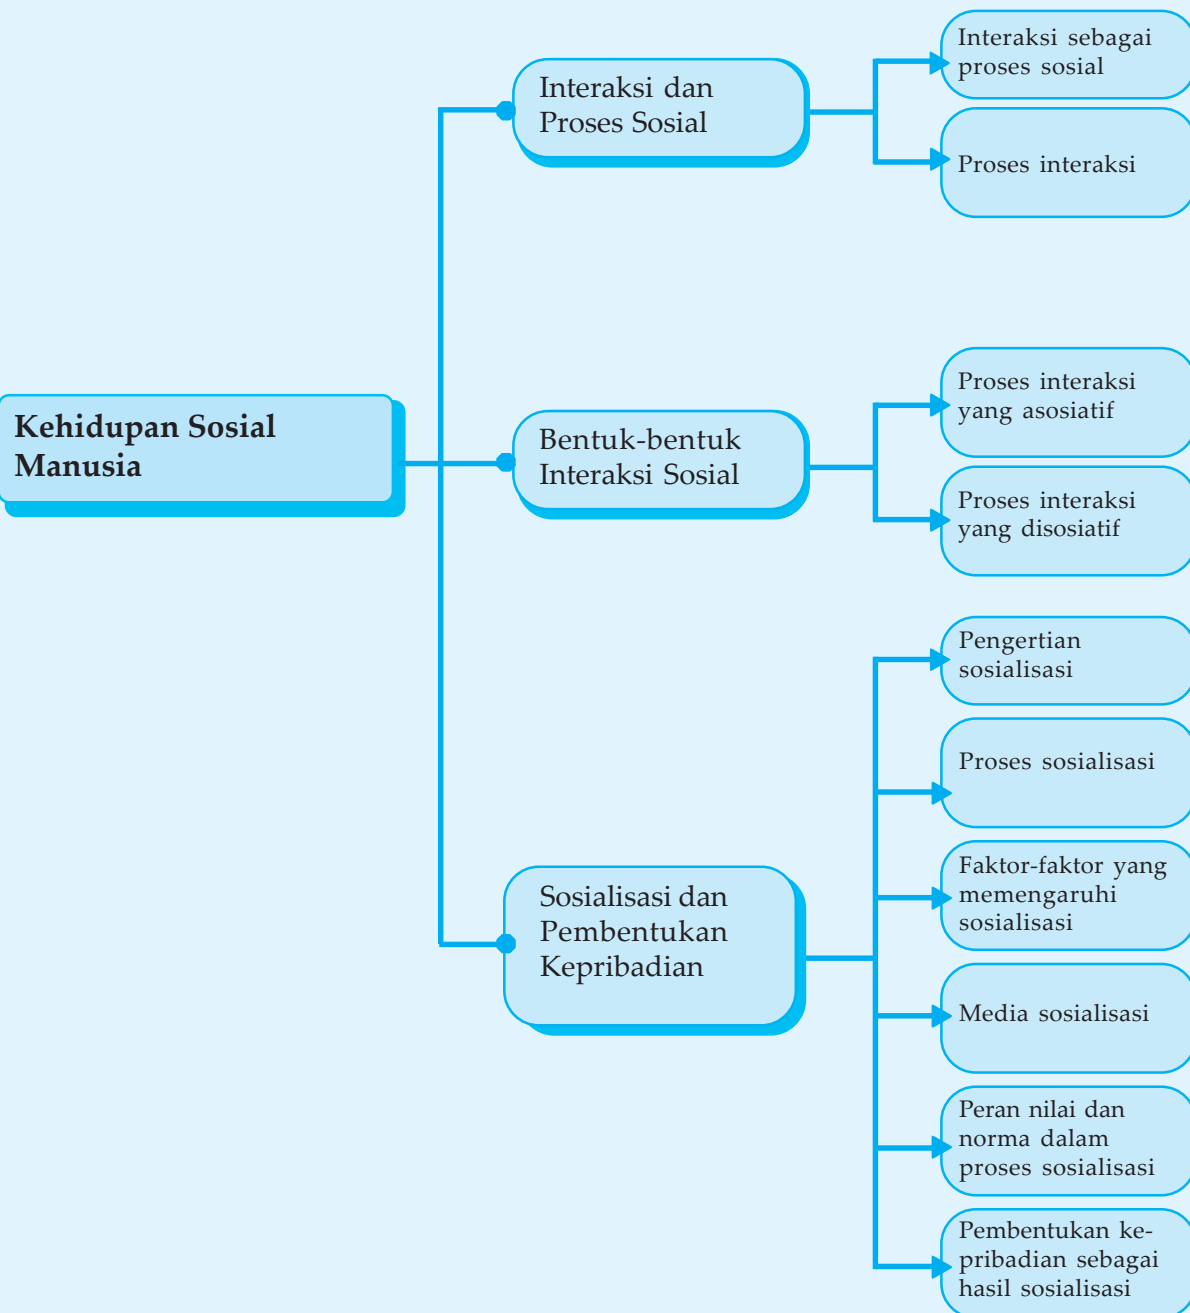 Kehidupan Sosial
Manusia
Interaksi dan
Proses Sosial
Interaksi sebagai
proses sosial
Proses interaksi
Bentuk-bentuk
Interaksi Sosial
Proses interaksi
yang asosiatif
Proses interaksi
yang disosiatif
Sosialisasi dan
Pembentukan
Kepribadian
Pengertian
sosialisasi
Proses sosialisasi
Faktor-faktor yang
memengaruhi
sosialisasi
Media sosialisasi
Peran nilai dan
norma dalam
proses sosialisasi
Pembentukan ke-
pribadian sebagai
hasil sosialisasi